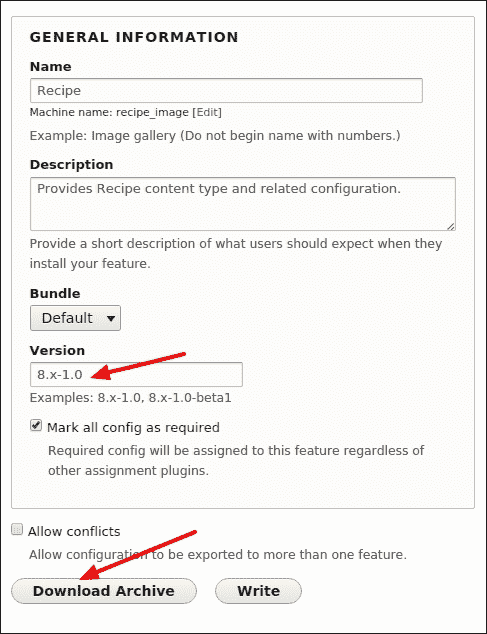 GENERAL INFORMATION
Name
Recipe
Machine name: recipe_image [Edit]
Example: Image gallery (Do not begin name with numbers.)
Description
Provides Recipe content type and related configuration.
Provide a short description of what users should expect when they
install your feature.
Bundle
Default
Version
8.x-1.0
Examples: 8.x-1.0, 8.x-1.0-beta1
Mark all config as required
Required config will be assigned to this feature regardless of
other assignment plugins.
Allow conflicts
Allow configuration to be exported to more than one feature.
Download Archive Write